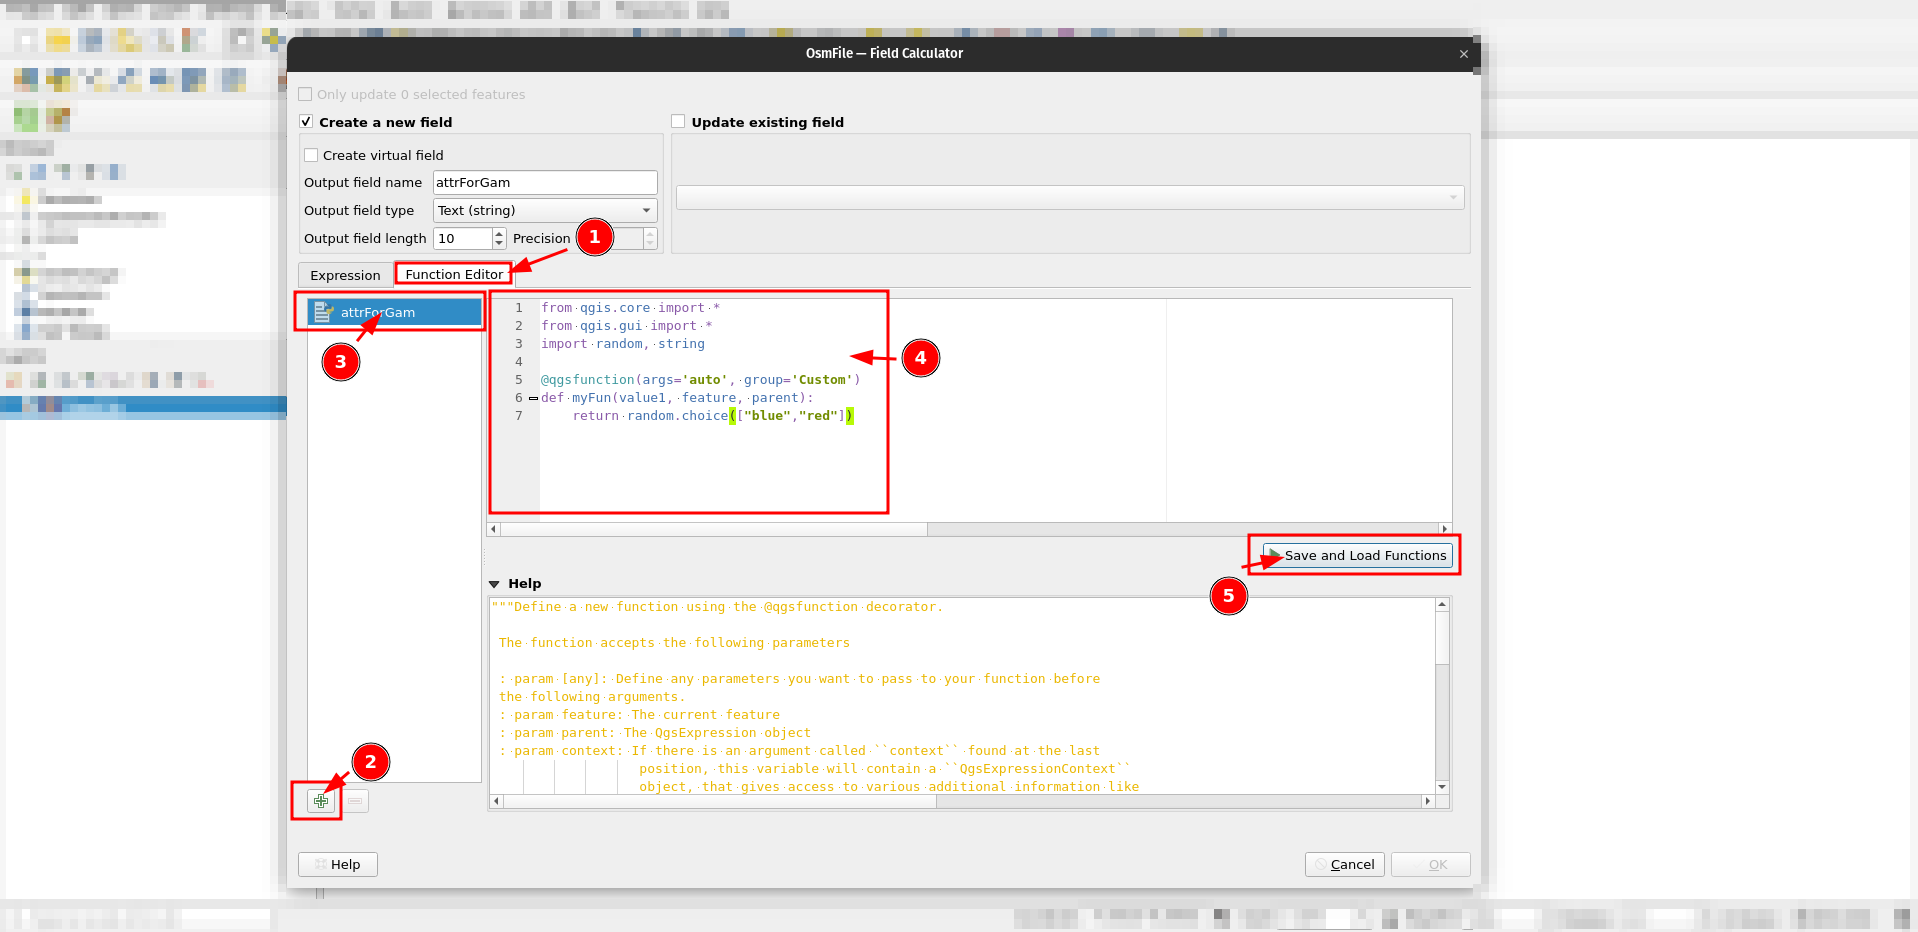 OsmFile — Field Calculator
Only update 0 selected features
Create a new field
Update existing field
Create virtual field
Output field name attrForGam
Output field type Text (string)
Output field length 10 Precision
1
Expression Function Editor
attrForGam
3
1 from qgis.core import *
2 from qgis.gui import *
3 import random, string
4
5 @qgsfunction(args='auto', group='Custom')
6 def myFun(value1, feature, parent):
7 return random.choice(["blue","red"])
4
Save and Load Functions
5
Help
"""Define a new function using the @qgsfunction decorator.
The function accepts the following parameters
: param [any]: Define any parameters you want to pass to your function before
the following arguments.
: param feature: The current feature
: param parent: The QgsExpression object
: param context: If there is an argument called ``context`` found at the last
position, this variable will contain a ``QgsExpressionContext``
object, that gives access to various additional information like
2
Help
Cancel
OK